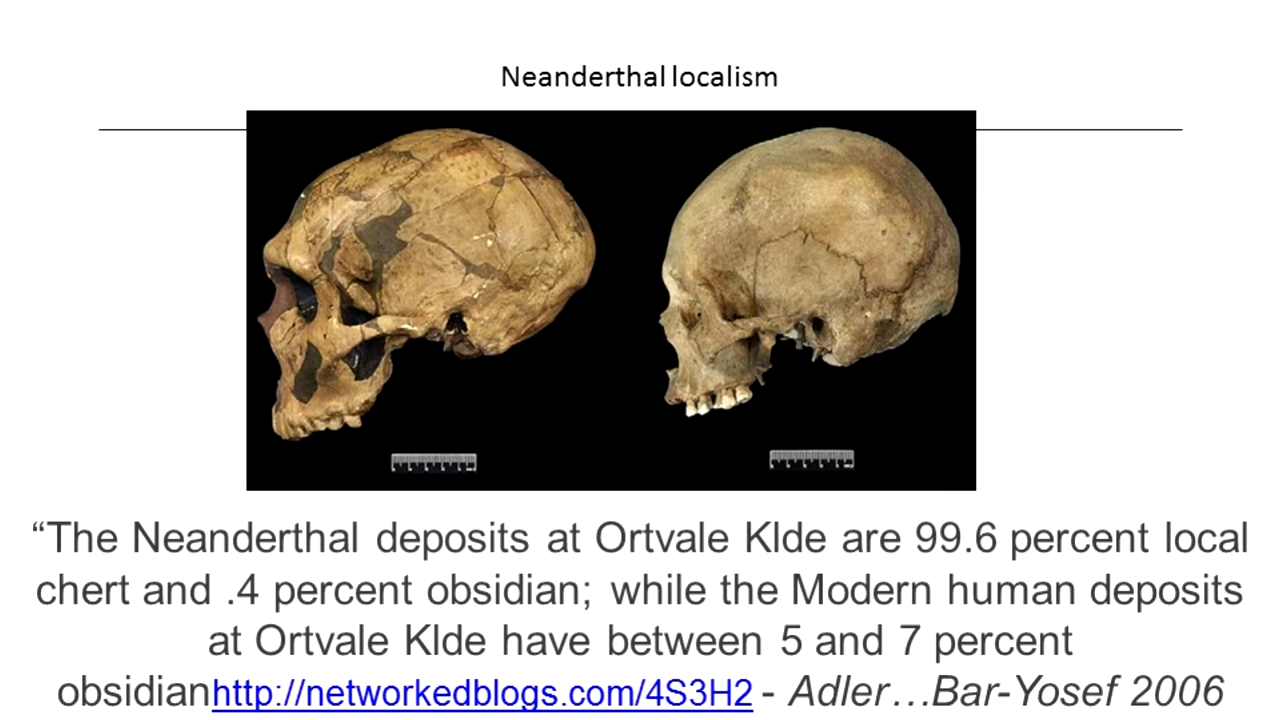 Neanderthal localism
“The Neanderthal deposits at Ortvale Klde are 99.6 percent local
chert and .4 percent obsidian; while the Modern human deposits
at Ortvale Klde have between 5 and 7 percent
obsidianhttp://networkedblogs.com/4S3H2 - Adler…Bar-Yosef 2006